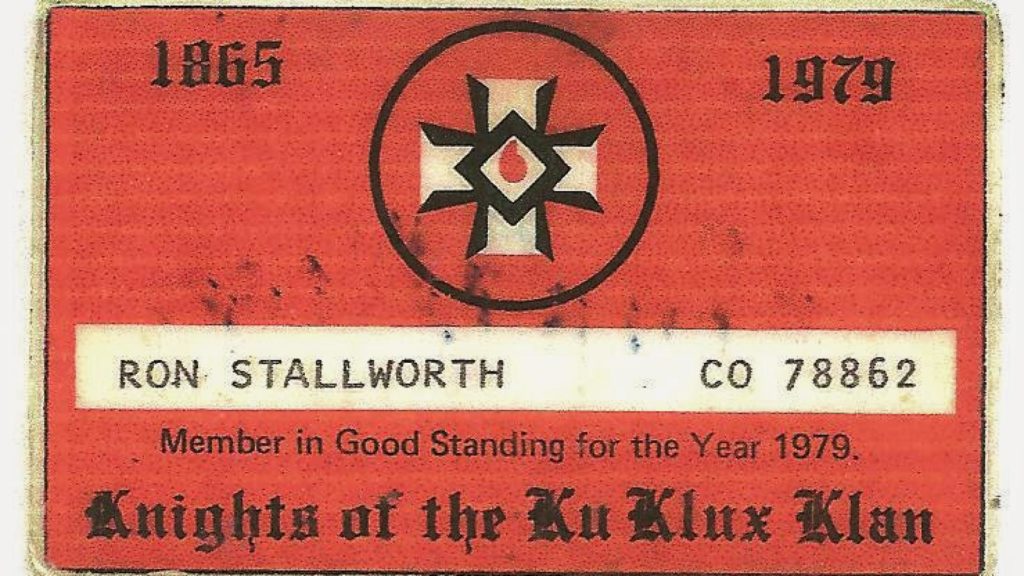 1865 1979
RON STALLWORTH CO 78862
Member in Good Standing for the Year 1979.
Knights of the Ku Klux Klan